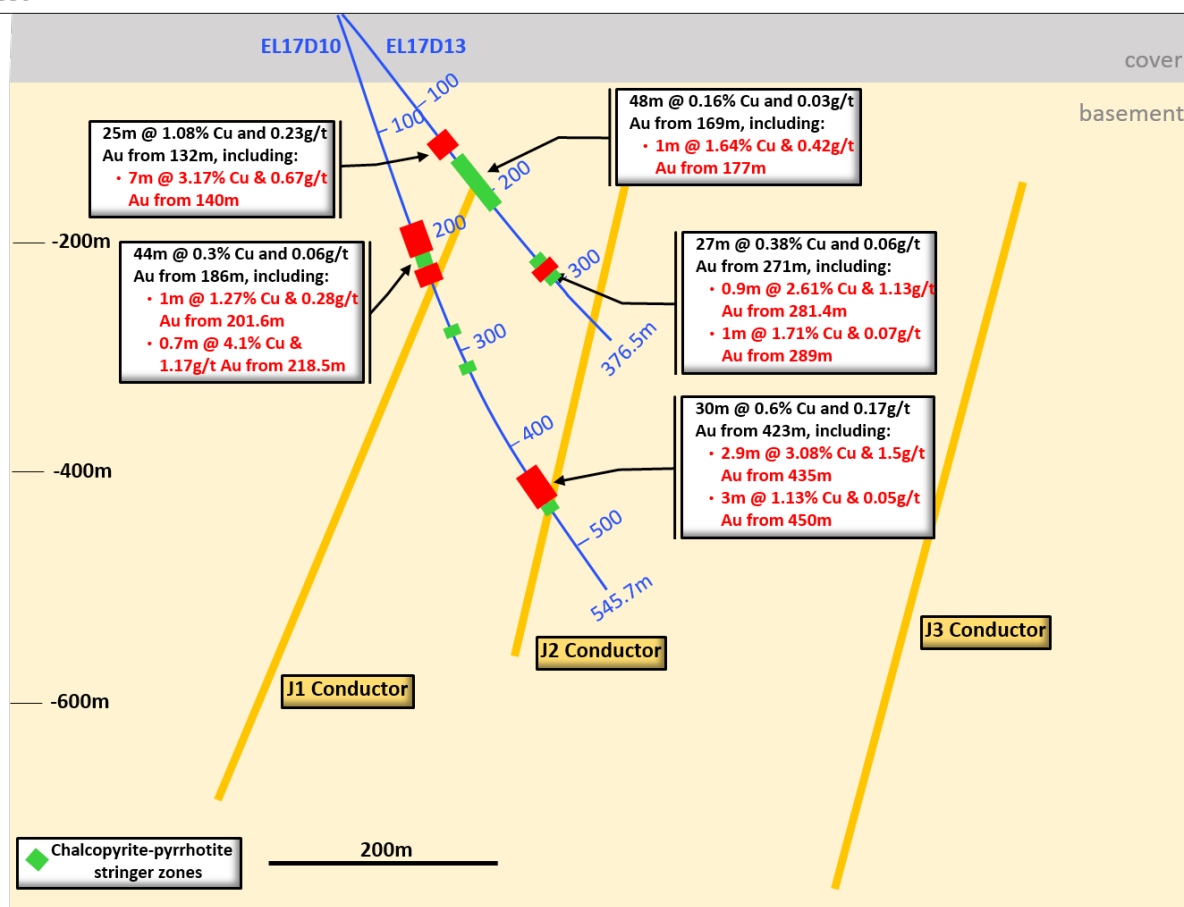 EL17D10
EL17D13
cover
basement
100
100
48m @ 0.16% Cu and 0.03g/t
Au from 169m, including:
• 1m @ 1.64% Cu & 0.42g/t
Au from 177m
25m @ 1.08% Cu and 0.23g/t
Au from 132m, including:
• 7m @ 3.17% Cu & 0.67g/t
Au from 140m
200
200
-200m
44m @ 0.3% Cu and 0.06g/t
Au from 186m, including:
• 1m @ 1.27% Cu & 0.28g/t
Au from 201.6m
• 0.7m @ 4.1% Cu &
1.17g/t Au from 218.5m
27m @ 0.38% Cu and 0.06g/t
Au from 271m, including:
• 0.9m @ 2.61% Cu & 1.13g/t
Au from 281.4m
• 1m @ 1.71% Cu & 0.07g/t
Au from 289m
300
300
376.5m
400
30m @ 0.6% Cu and 0.17g/t
Au from 423m, including:
• 2.9m @ 3.08% Cu & 1.5g/t
Au from 435m
• 3m @ 1.13% Cu & 0.05g/t
Au from 450m
-400m
500
545.7m
J3 Conductor
J2 Conductor
J1 Conductor
-600m
Chalcopyrite-pyrrhotite
stringer zones
200m